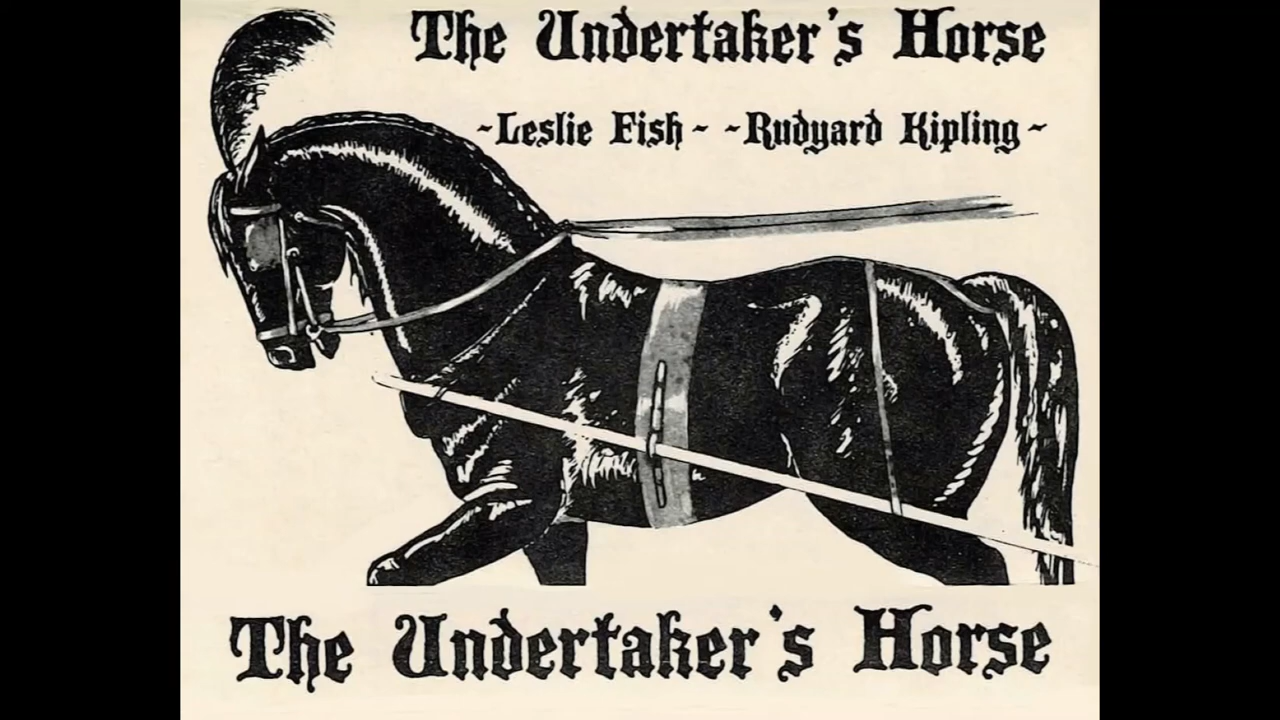 The Undertaker's Horse
~Leslie Fish~ ~Rudyard Kipling~
The Undertaker's Horse